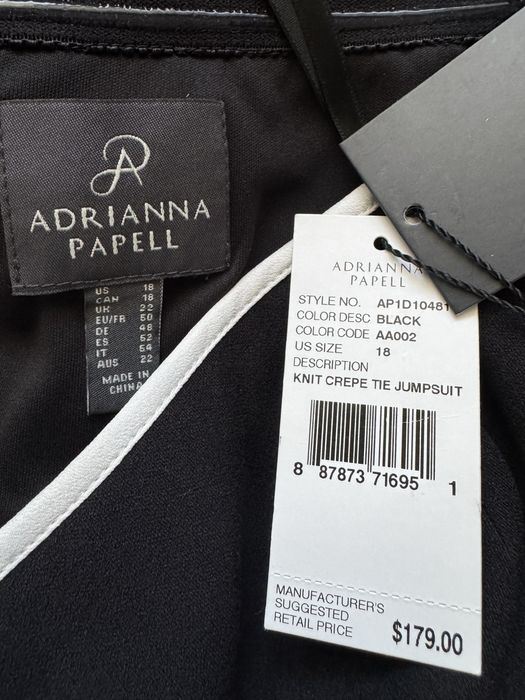 ADRIANNA
PAPELL
US 18
CAN 18
UK 22
EU/FR 50
DE 48
ES 52
IT 54
AUS 22
MADE IN
CHINA
ADRIANNA
PAPELL
STYLE NO. AP1D10481
COLOR DESC BLACK
COLOR CODE AA002
US SIZE 18
DESCRIPTION
KNIT CREPE TIE JUMPSUIT
8 87873 71695 1
MANUFACTURER'S
SUGGESTED
RETAIL PRICE $179.00